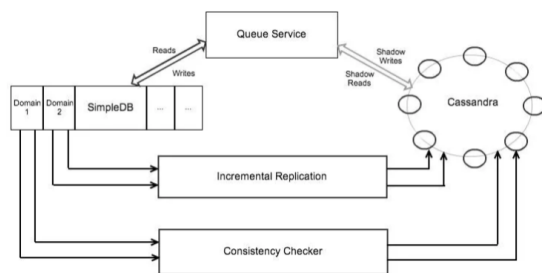 Queue Service
Reads
Writes
Shadow
Writes
Shadow
Reads
Domain
1
Domain
2
SimpleDB
...
...
Cassandra
Incremental Replication
Consistency Checker